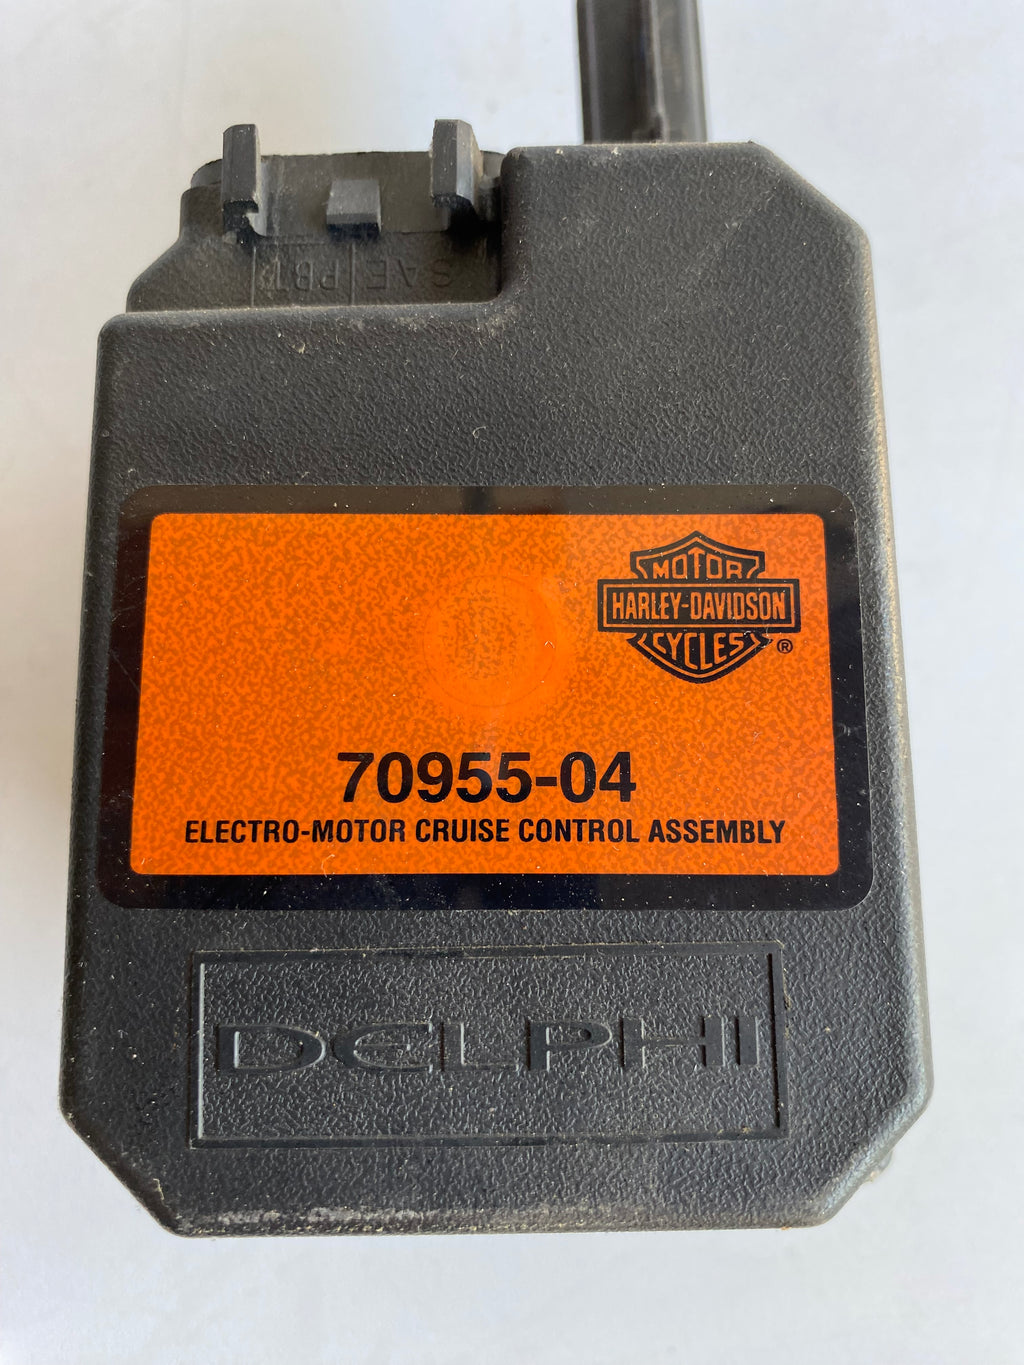 SAE PBT
MOTOR
HARLEY-DAVIDSON
CYCLES
®
70955-04
ELECTRO-MOTOR CRUISE CONTROL ASSEMBLY
DELPHI